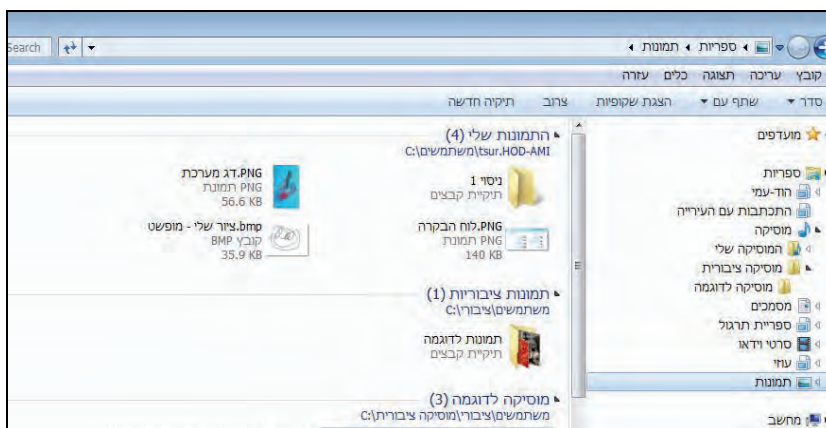 Search
ספריות ◂ תמונות ◂
קובץ עריכה תצוגה כלים עזרה
סדר ▾ שתף עם ▾ הצגת שקופיות צרוב תיקיה חדשה
מועדפים
ספריות
הוד-עמי
התכתבות עם העירייה
מוסיקה
המוסיקה שלי
מוסיקה ציבורית
מוסיקה לדוגמה
מסמכים
ספריית תרגול
סרטי וידאו
עוזי
תמונות
מחשב
התמונות שלי (4)
C:\משתמשים\tsur.HOD-AMI
ניסוי 1
תיקיית קבצים
דג מערכת.PNG
PNG תמונת
56.6 KB
לוח הבקרה.PNG
PNG תמונת
140 KB
ציור שלי - מופשט.bmp
קובץ BMP
35.9 KB
תמונות ציבוריות (1)
C:\משתמשים\ציבורי
תמונות לדוגמה
תיקיית קבצים
מוסיקה לדוגמה (3)
C:\משתמשים\ציבורי\מוסיקה ציבורית